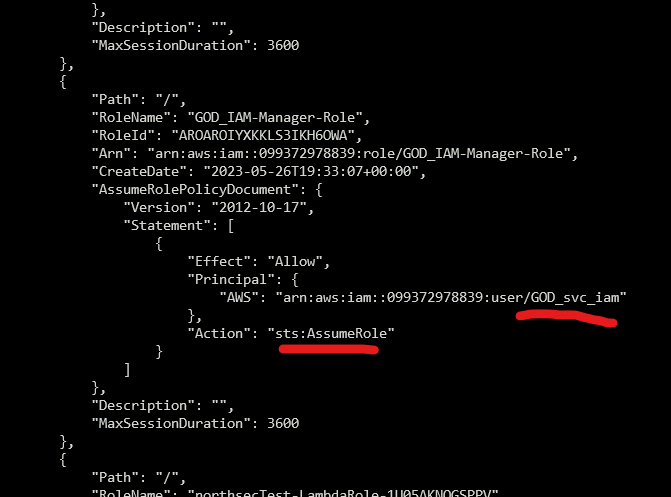 },
"Description": "",
"MaxSessionDuration": 3600
},
{
"Path": "/",
"RoleName": "GOD_IAM-Manager-Role",
"RoleId": "AROAROIYXKKLS3IKH6OWA",
"Arn": "arn:aws:iam::099372978839:role/GOD_IAM-Manager-Role",
"CreateDate": "2023-05-26T19:33:07+00:00",
"AssumeRolePolicyDocument": {
"Version": "2012-10-17",
"Statement": [
{
"Effect": "Allow",
"Principal": {
"AWS": "arn:aws:iam::099372978839:user/GOD_svc_iam"
},
"Action": "sts:AssumeRole"
}
]
},
"Description": "",
"MaxSessionDuration": 3600
},
{
"Path": "/",
"RoleName": "northsecTest-LambdaRole-1U05AKNOGSPPV"